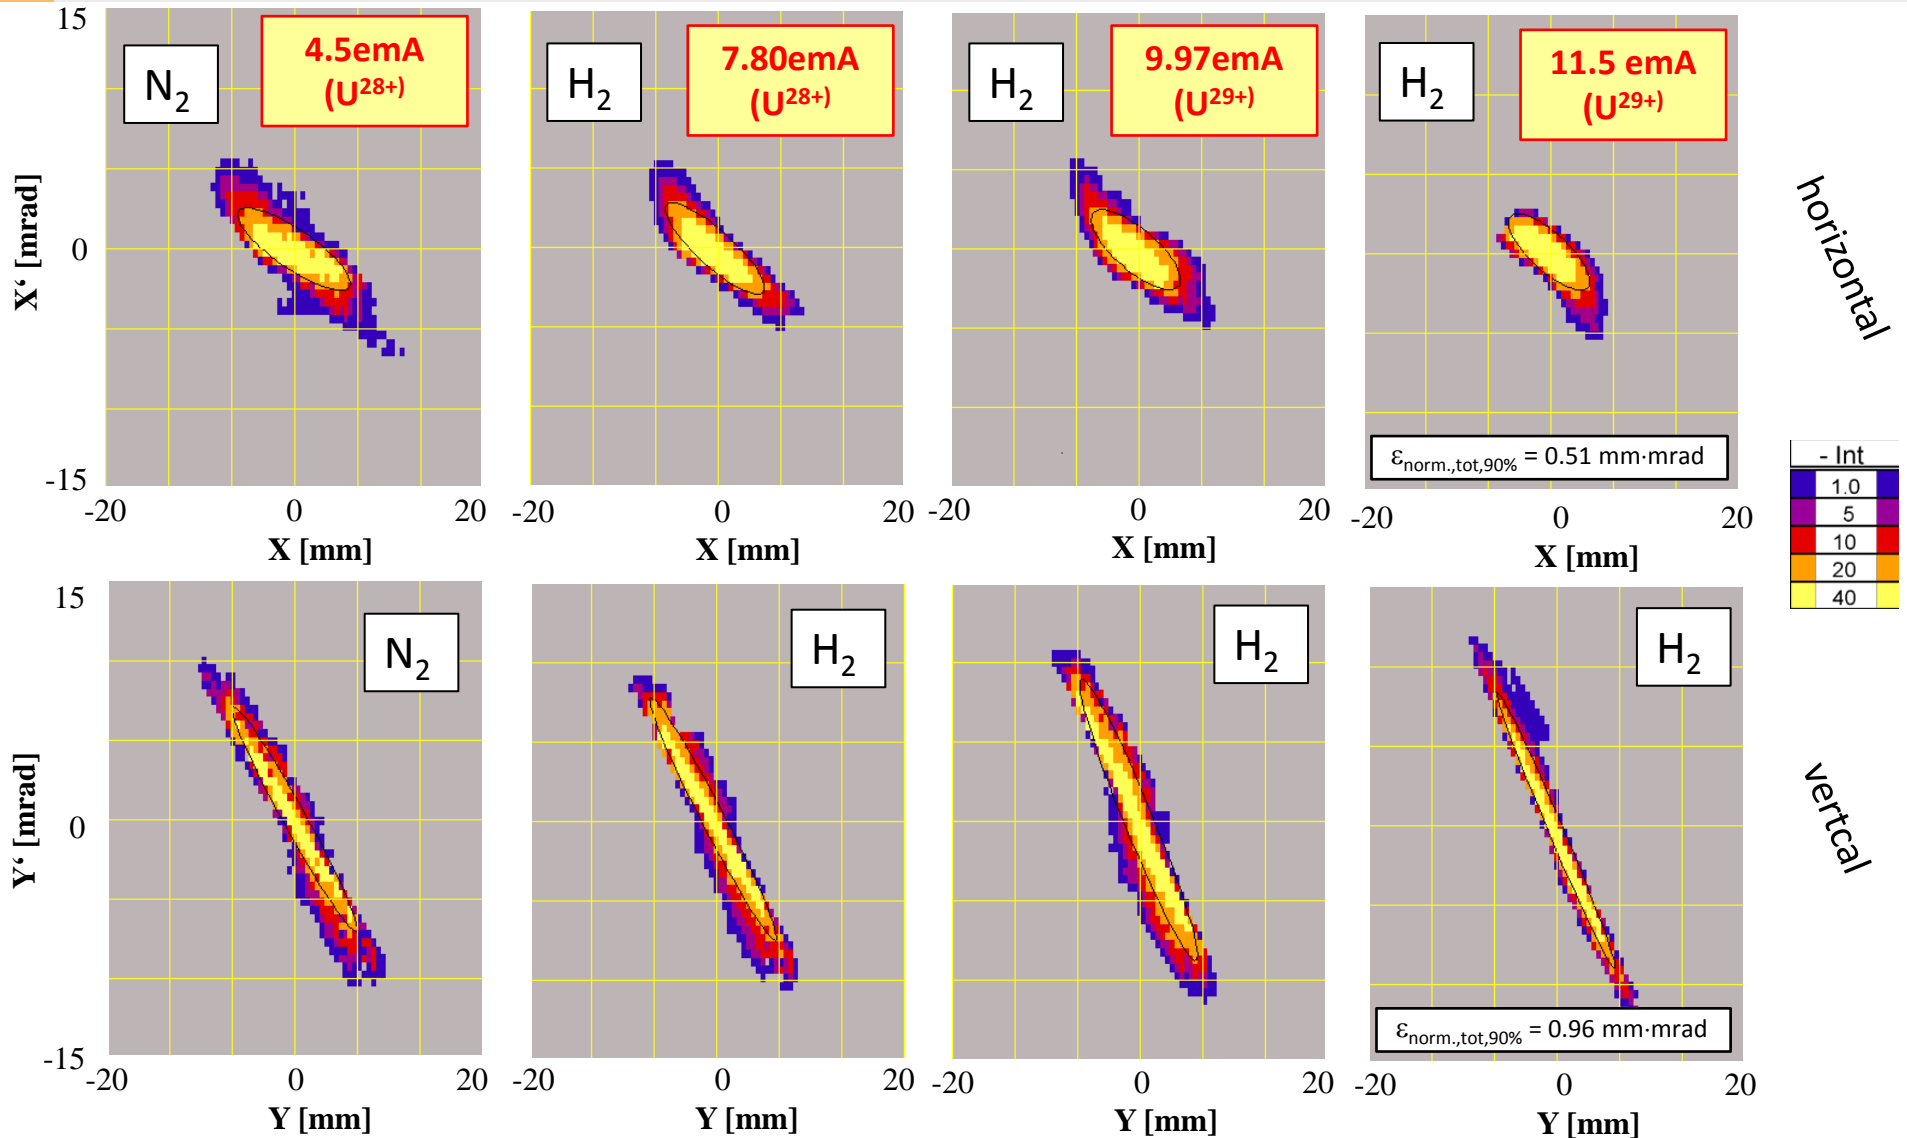 15
N2
4.5emA
(U28+)
H2
7.80emA
(U28+)
H2
9.97emA
(U29+)
H2
11.5 emA
(U29+)
X‘ [mrad]
0
horizontal
εnorm.,tot,90% = 0.51 mm·mrad
-15
-20 0 20
-20 0 20
-20 0 20
-20 0 20
X [mm]
X [mm]
X [mm]
X [mm]
- Int
1.0
5
10
20
40
15
N2
H2
H2
H2
Y‘ [mrad]
0
vertcal
εnorm.,tot,90% = 0.96 mm·mrad
-15
-20 0 20
-20 0 20
-20 0 20
-20 0 20
Y [mm]
Y [mm]
Y [mm]
Y [mm]